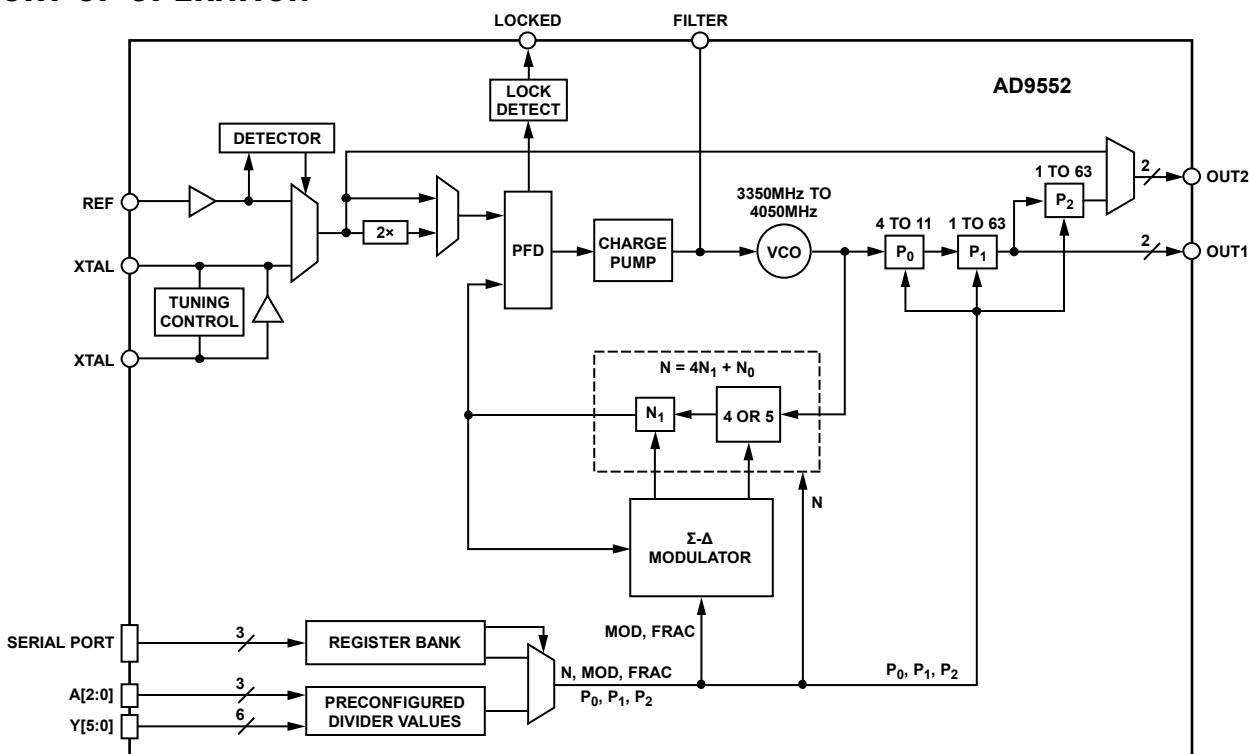 LOCKED
FILTER
AD9552
LOCK
DETECT
DETECTOR
REF
2×
PFD
CHARGE
PUMP
3350MHz TO
4050MHz
VCO
4 TO 11
P0
1 TO 63
P1
1 TO 63
P2
2
OUT2
2
OUT1
XTAL
TUNING
CONTROL
XTAL
N = 4N1 + N0
N1
4 OR 5
N
Σ-Δ
MODULATOR
MOD, FRAC
SERIAL PORT
3
REGISTER BANK
A[2:0]
3
Y[5:0]
6
PRECONFIGURED
DIVIDER VALUES
N, MOD, FRAC
P0, P1, P2
P0, P1, P2